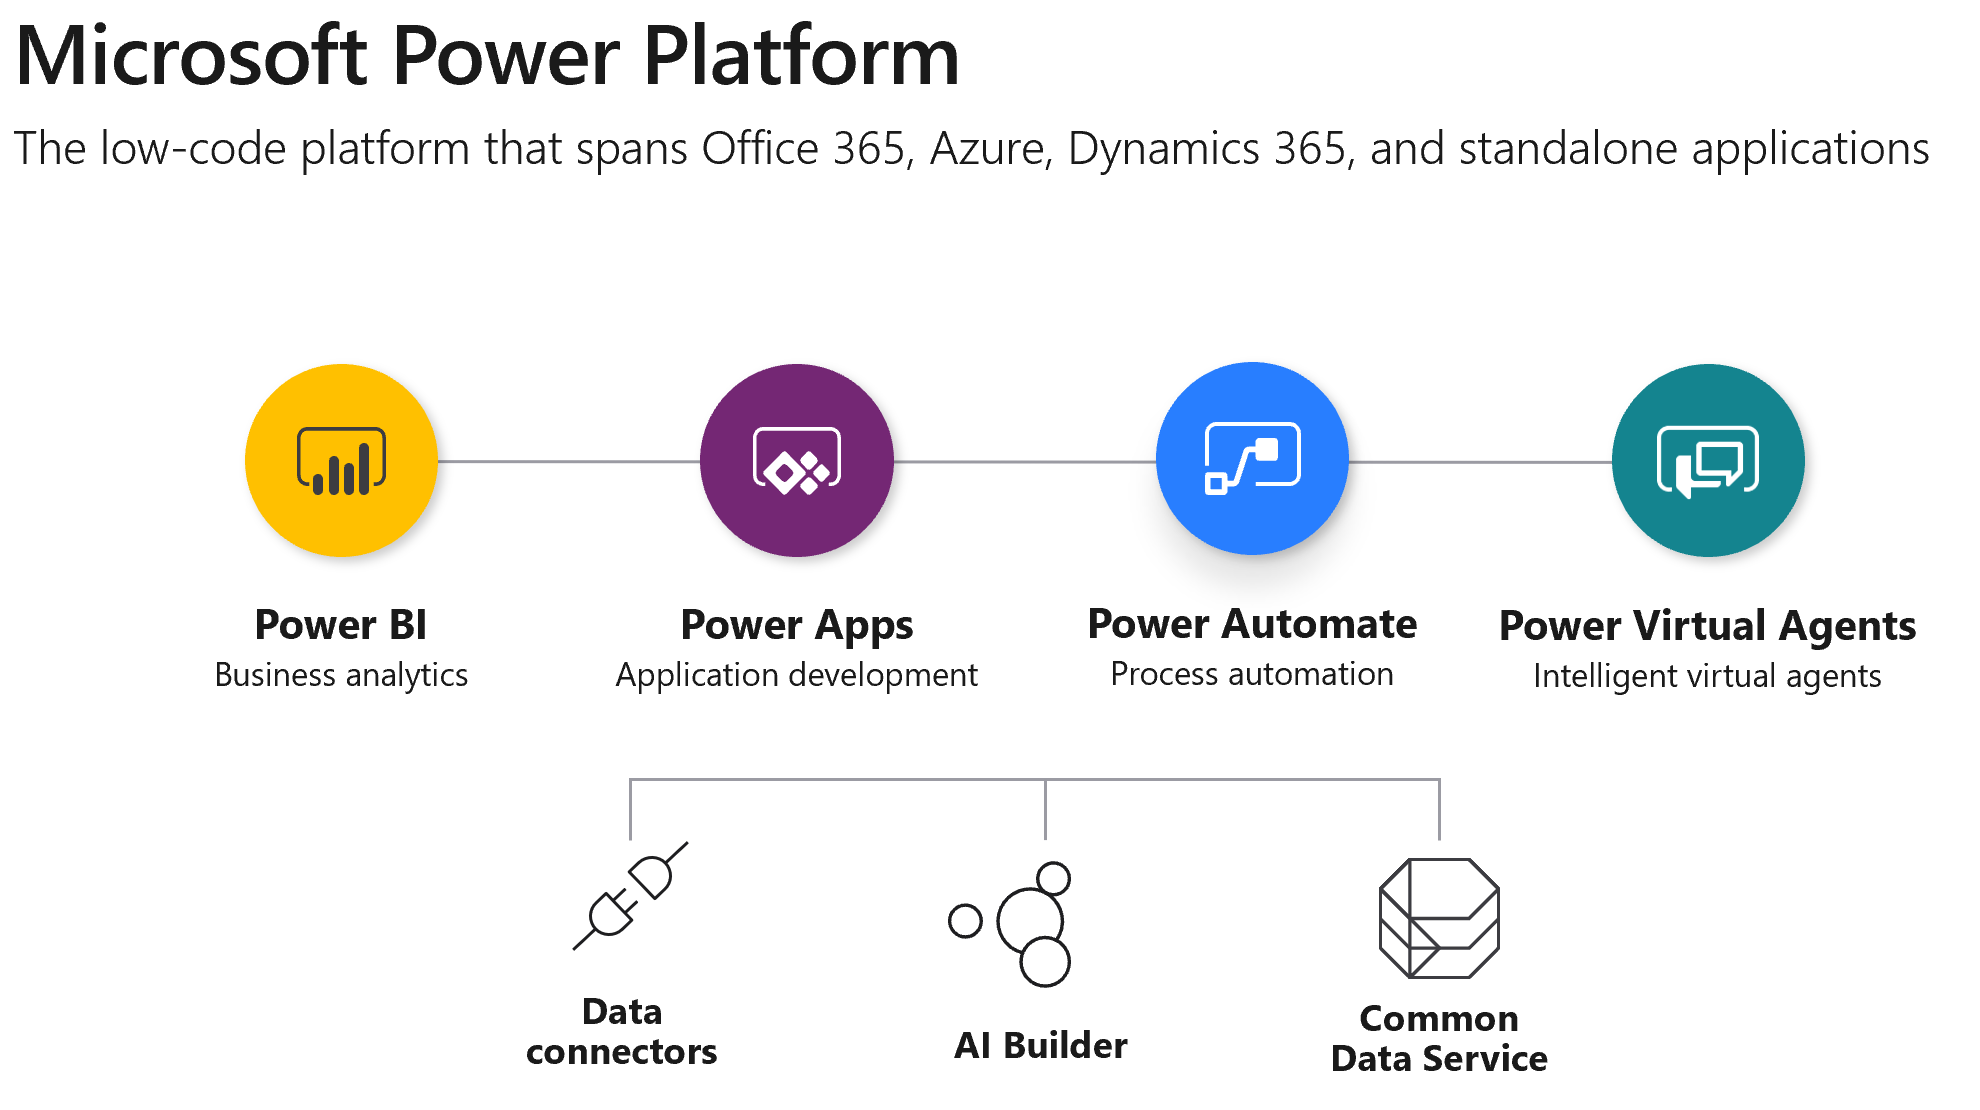 Microsoft Power Platform
The low-code platform that spans Office 365, Azure, Dynamics 365, and standalone applications
Power BI
Business analytics
Power Apps
Application development
Power Automate
Process automation
Power Virtual Agents
Intelligent virtual agents
Data
connectors
AI Builder
Common
Data Service